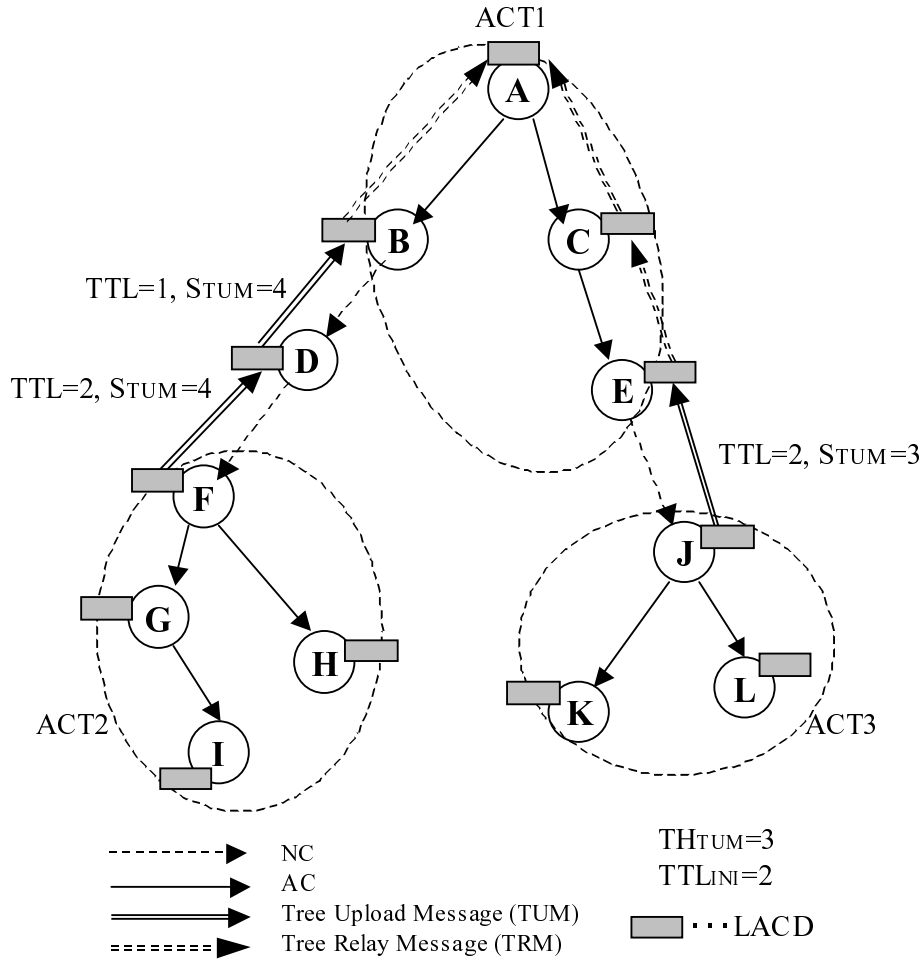 ACT1
A
B
C
TTL=1, STUM=4
D
TTL=2, STUM=4
E
TTL=2, STUM=3
F
J
G
H
L
K
ACT2
ACT3
I
NC
AC
Tree Upload Message (TUM)
Tree Relay Message (TRM)
THTUM=3
TTLINI=2
···LACD